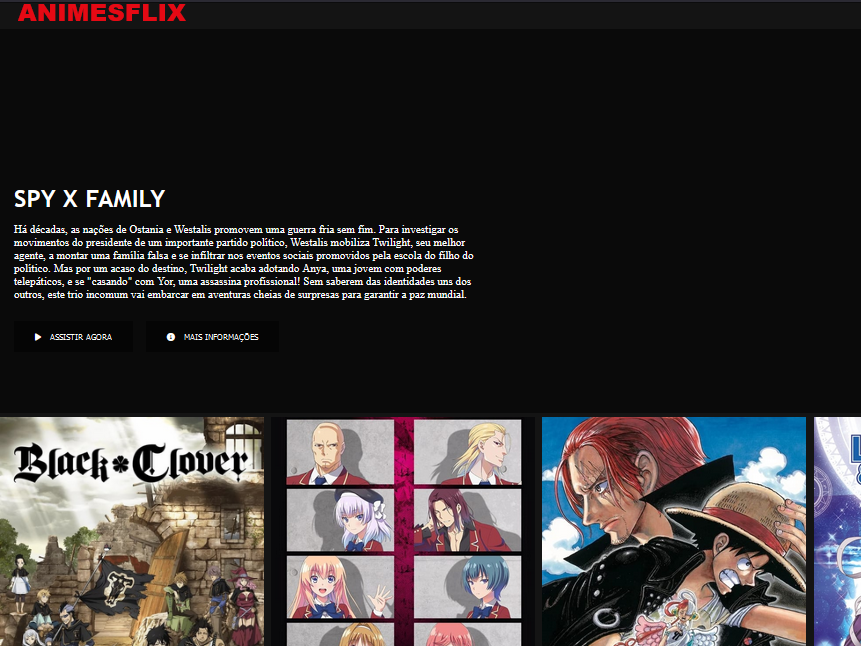 ANIMESFLIX
SPY X FAMILY
Há décadas, as nações de Ostania e Westalis promovem uma guerra fria sem fim. Para investigar os
movimentos do presidente de um importante partido político, Westalis mobiliza Twilight, seu melhor
agente, a montar uma família falsa e se infiltrar nos eventos sociais promovidos pela escola do filho do
político. Mas por um acaso do destino, Twilight acaba adotando Anya, uma jovem com poderes
telepáticos, e se "casando" com Yor, uma assassina profissional! Sem saberem das identidades uns dos
outros, este trio incomum vai embarcar em aventuras cheias de surpresas para garantir a paz mundial.
ASSISTIR AGORA
MAIS INFORMAÇÕES
Black Clover